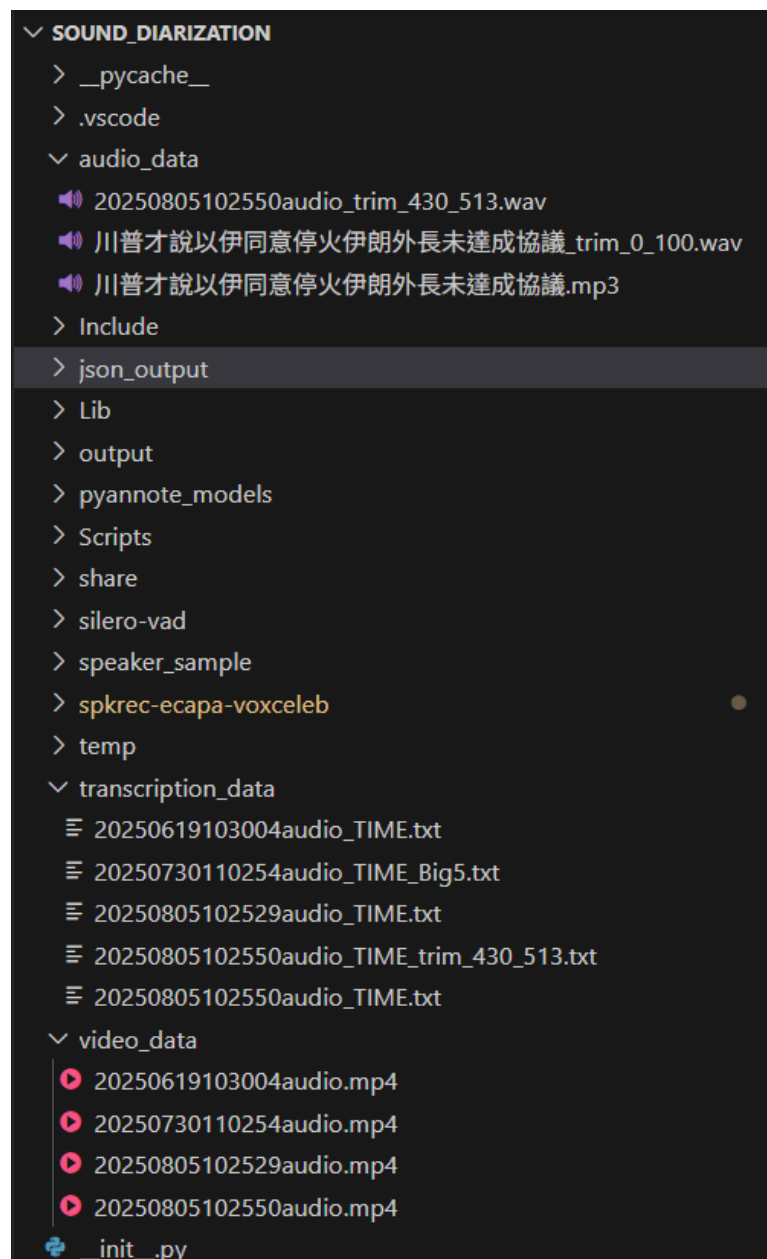 SOUND_DIARIZATION
__pycache__
.vscode
audio_data
20250805102550audio_trim_430_513.wav
川普才說以伊同意停火伊朗外長未達成協議_trim_0_100.wav
川普才說以伊同意停火伊朗外長未達成協議.mp3
Include
json_output
Lib
output
pyannote_models
Scripts
share
silero-vad
speaker_sample
spkrec-ecapa-voxceleb
temp
transcription_data
20250619103004audio_TIME.txt
20250730110254audio_TIME_Big5.txt
20250805102529audio_TIME.txt
20250805102550audio_TIME_trim_430_513.txt
20250805102550audio_TIME.txt
video_data
20250619103004audio.mp4
20250730110254audio.mp4
20250805102529audio.mp4
20250805102550audio.mp4
__init__.py